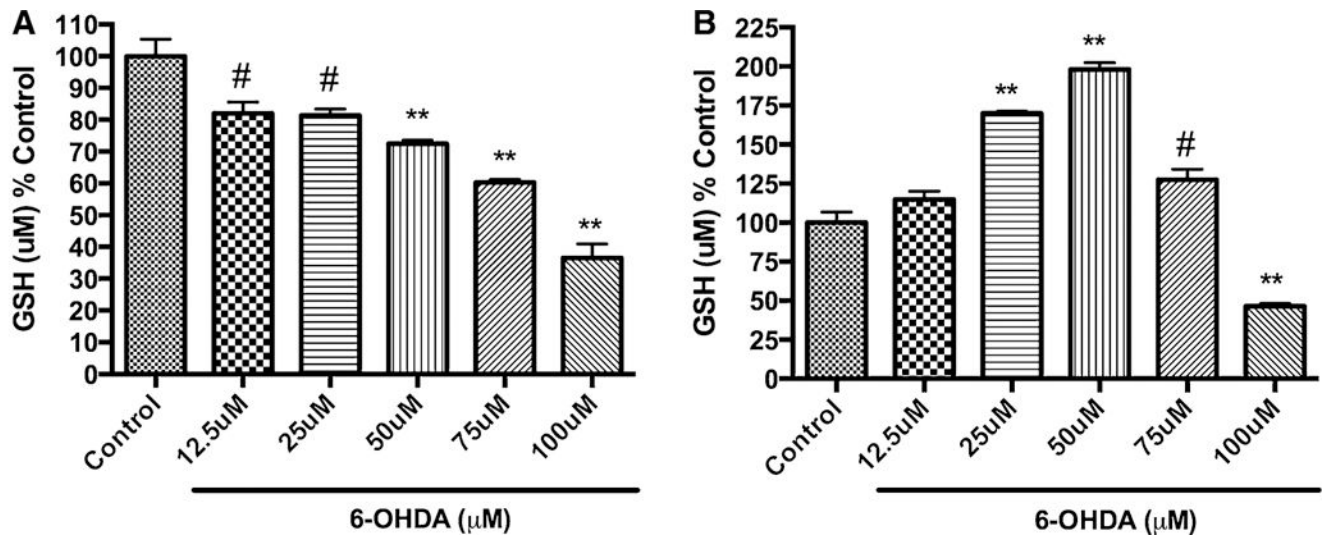 A
GSH (uM) % Control
110
100
90
80
70
60
50
40
30
20
10
0
#
#
**
**
**
Control
12.5uM
25uM
50uM
75uM
100uM
6-OHDA (μM)
B
GSH (uM) % Control
225
200
175
150
125
100
75
50
25
0
**
**
#
**
Control
12.5uM
25uM
50uM
75uM
100uM
6-OHDA (μM)